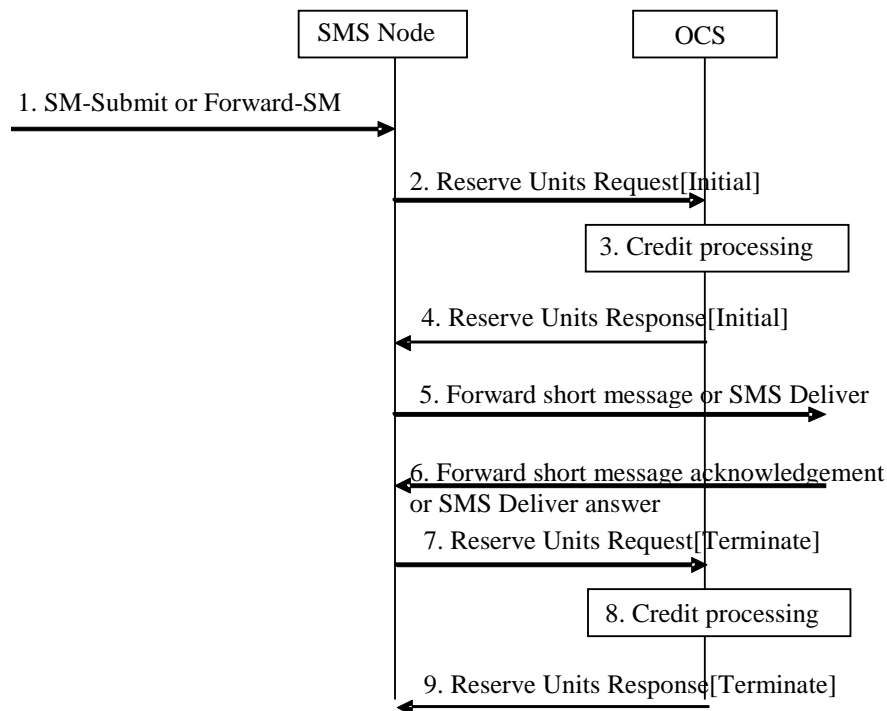 SMS Node
OCS
1. SM-Submit or Forward-SM
2. Reserve Units Request[Initial]
3. Credit processing
4. Reserve Units Response[Initial]
5. Forward short message or SMS Deliver
6. Forward short message acknowledgement
or SMS Deliver answer
7. Reserve Units Request[Terminate]
8. Credit processing
9. Reserve Units Response[Terminate]